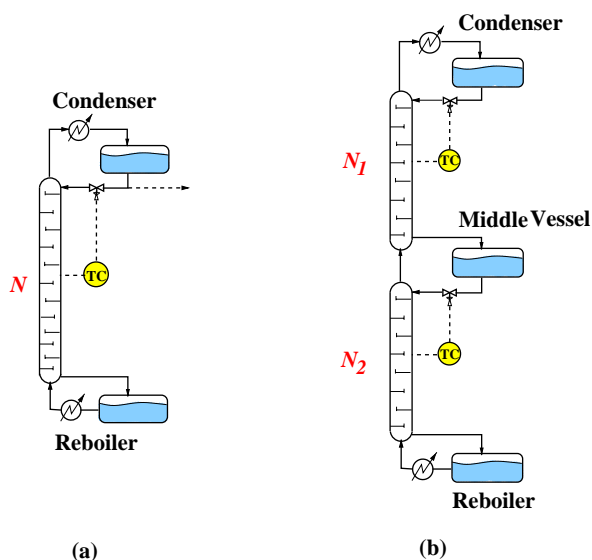 Condenser
TC
N
Reboiler
(a)
Condenser
TC
N1
Middle Vessel
TC
N2
Reboiler
(b)